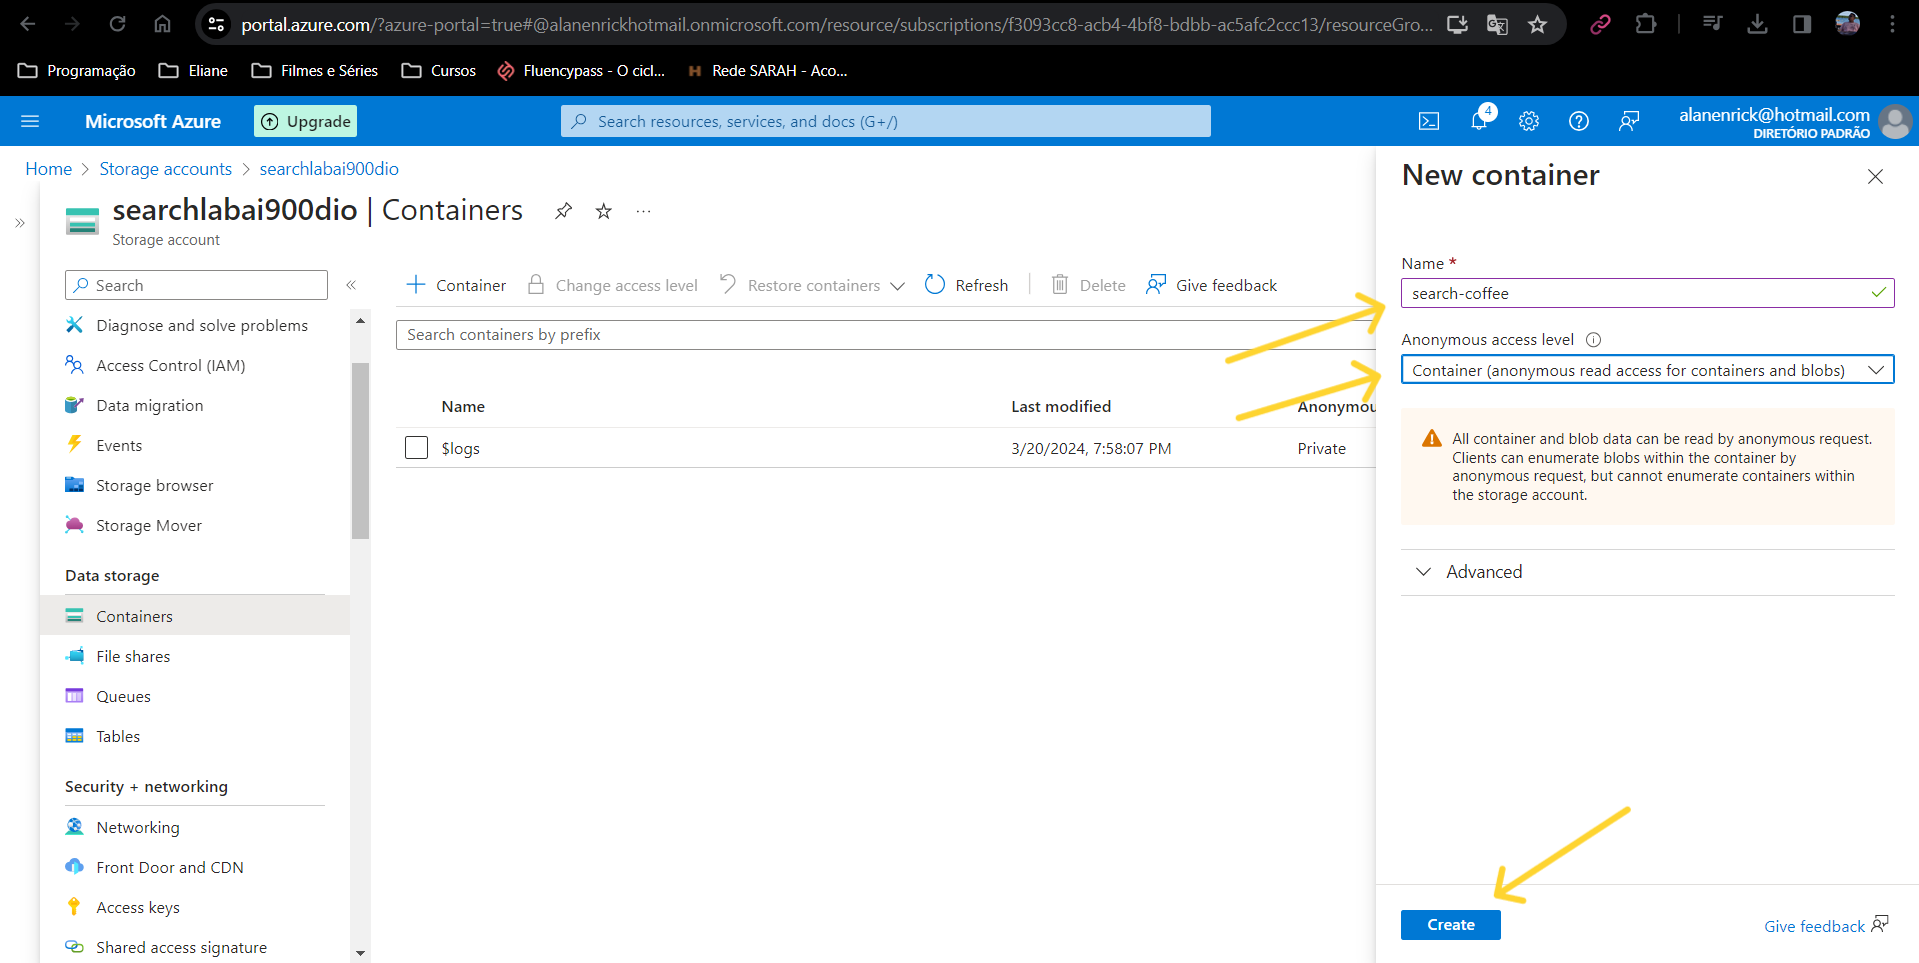 portal.azure.com/?azure-portal=true#@alanenrickhotmail.onmicrosoft.com/resource/subscriptions/f3093cc8-acb4-4bf8-bdbb-ac5afc2ccc13/resourceGro...
Programação Eliane Filmes e Séries Cursos Fluencypass - O cicl... Rede SARAH - Aco...
Microsoft Azure Upgrade Search resources, services, and docs (G+/) 4 alanenrick@hotmail.com
DIRETÓRIO PADRÃO
Home > Storage accounts > searchlabai900dio
searchlabai900dio | Containers ...
Storage account
Search
Diagnose and solve problems
Access Control (IAM)
Data migration
Events
Storage browser
Storage Mover
Data storage
Containers
File shares
Queues
Tables
Security + networking
Networking
Front Door and CDN
Access keys
Shared access signature
Container Change access level Restore containers Refresh Delete Give feedback
Search containers by prefix
Name Last modified Anonymou
$logs 3/20/2024, 7:58:07 PM Private
New container
Name *
search-coffee
Anonymous access level
Container (anonymous read access for containers and blobs)
All container and blob data can be read by anonymous request.
Clients can enumerate blobs within the container by
anonymous request, but cannot enumerate containers within
the storage account.
Advanced
Create Give feedback